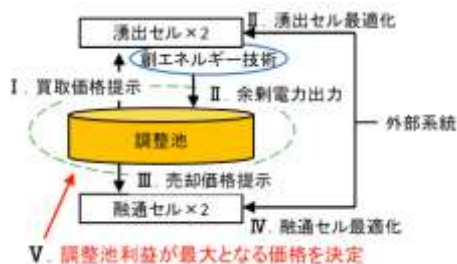 湧出セル×2
Ⅱ．湧出セル最適化
創エネルギー技術
Ⅰ．買取価格提示
Ⅱ．余剰電力出力
外部系統
調整池
Ⅲ．売却価格提示
融通セル×2
Ⅳ．融通セル最適化
Ⅴ．調整池利益が最大となる価格を決定